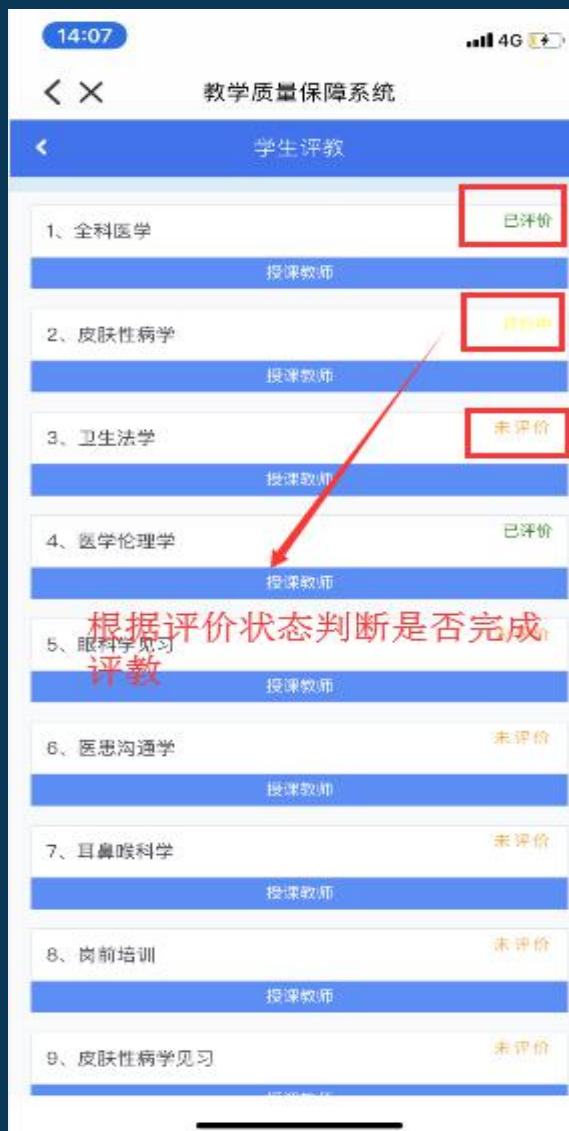 14:07
4G
教学质量保障系统
学生评教
1、全科医学
已评价
授课教师
2、皮肤性病学
授课教师
3、卫生法学
未评价
授课教师
4、医学伦理学
已评价
授课教师
根据评价状态判断是否完成
评教
5、眼科学见习
授课教师
6、医患沟通学
未评价
授课教师
7、耳鼻喉科学
未评价
授课教师
8、岗前培训
未评价
授课教师
9、皮肤性病学见习
未评价